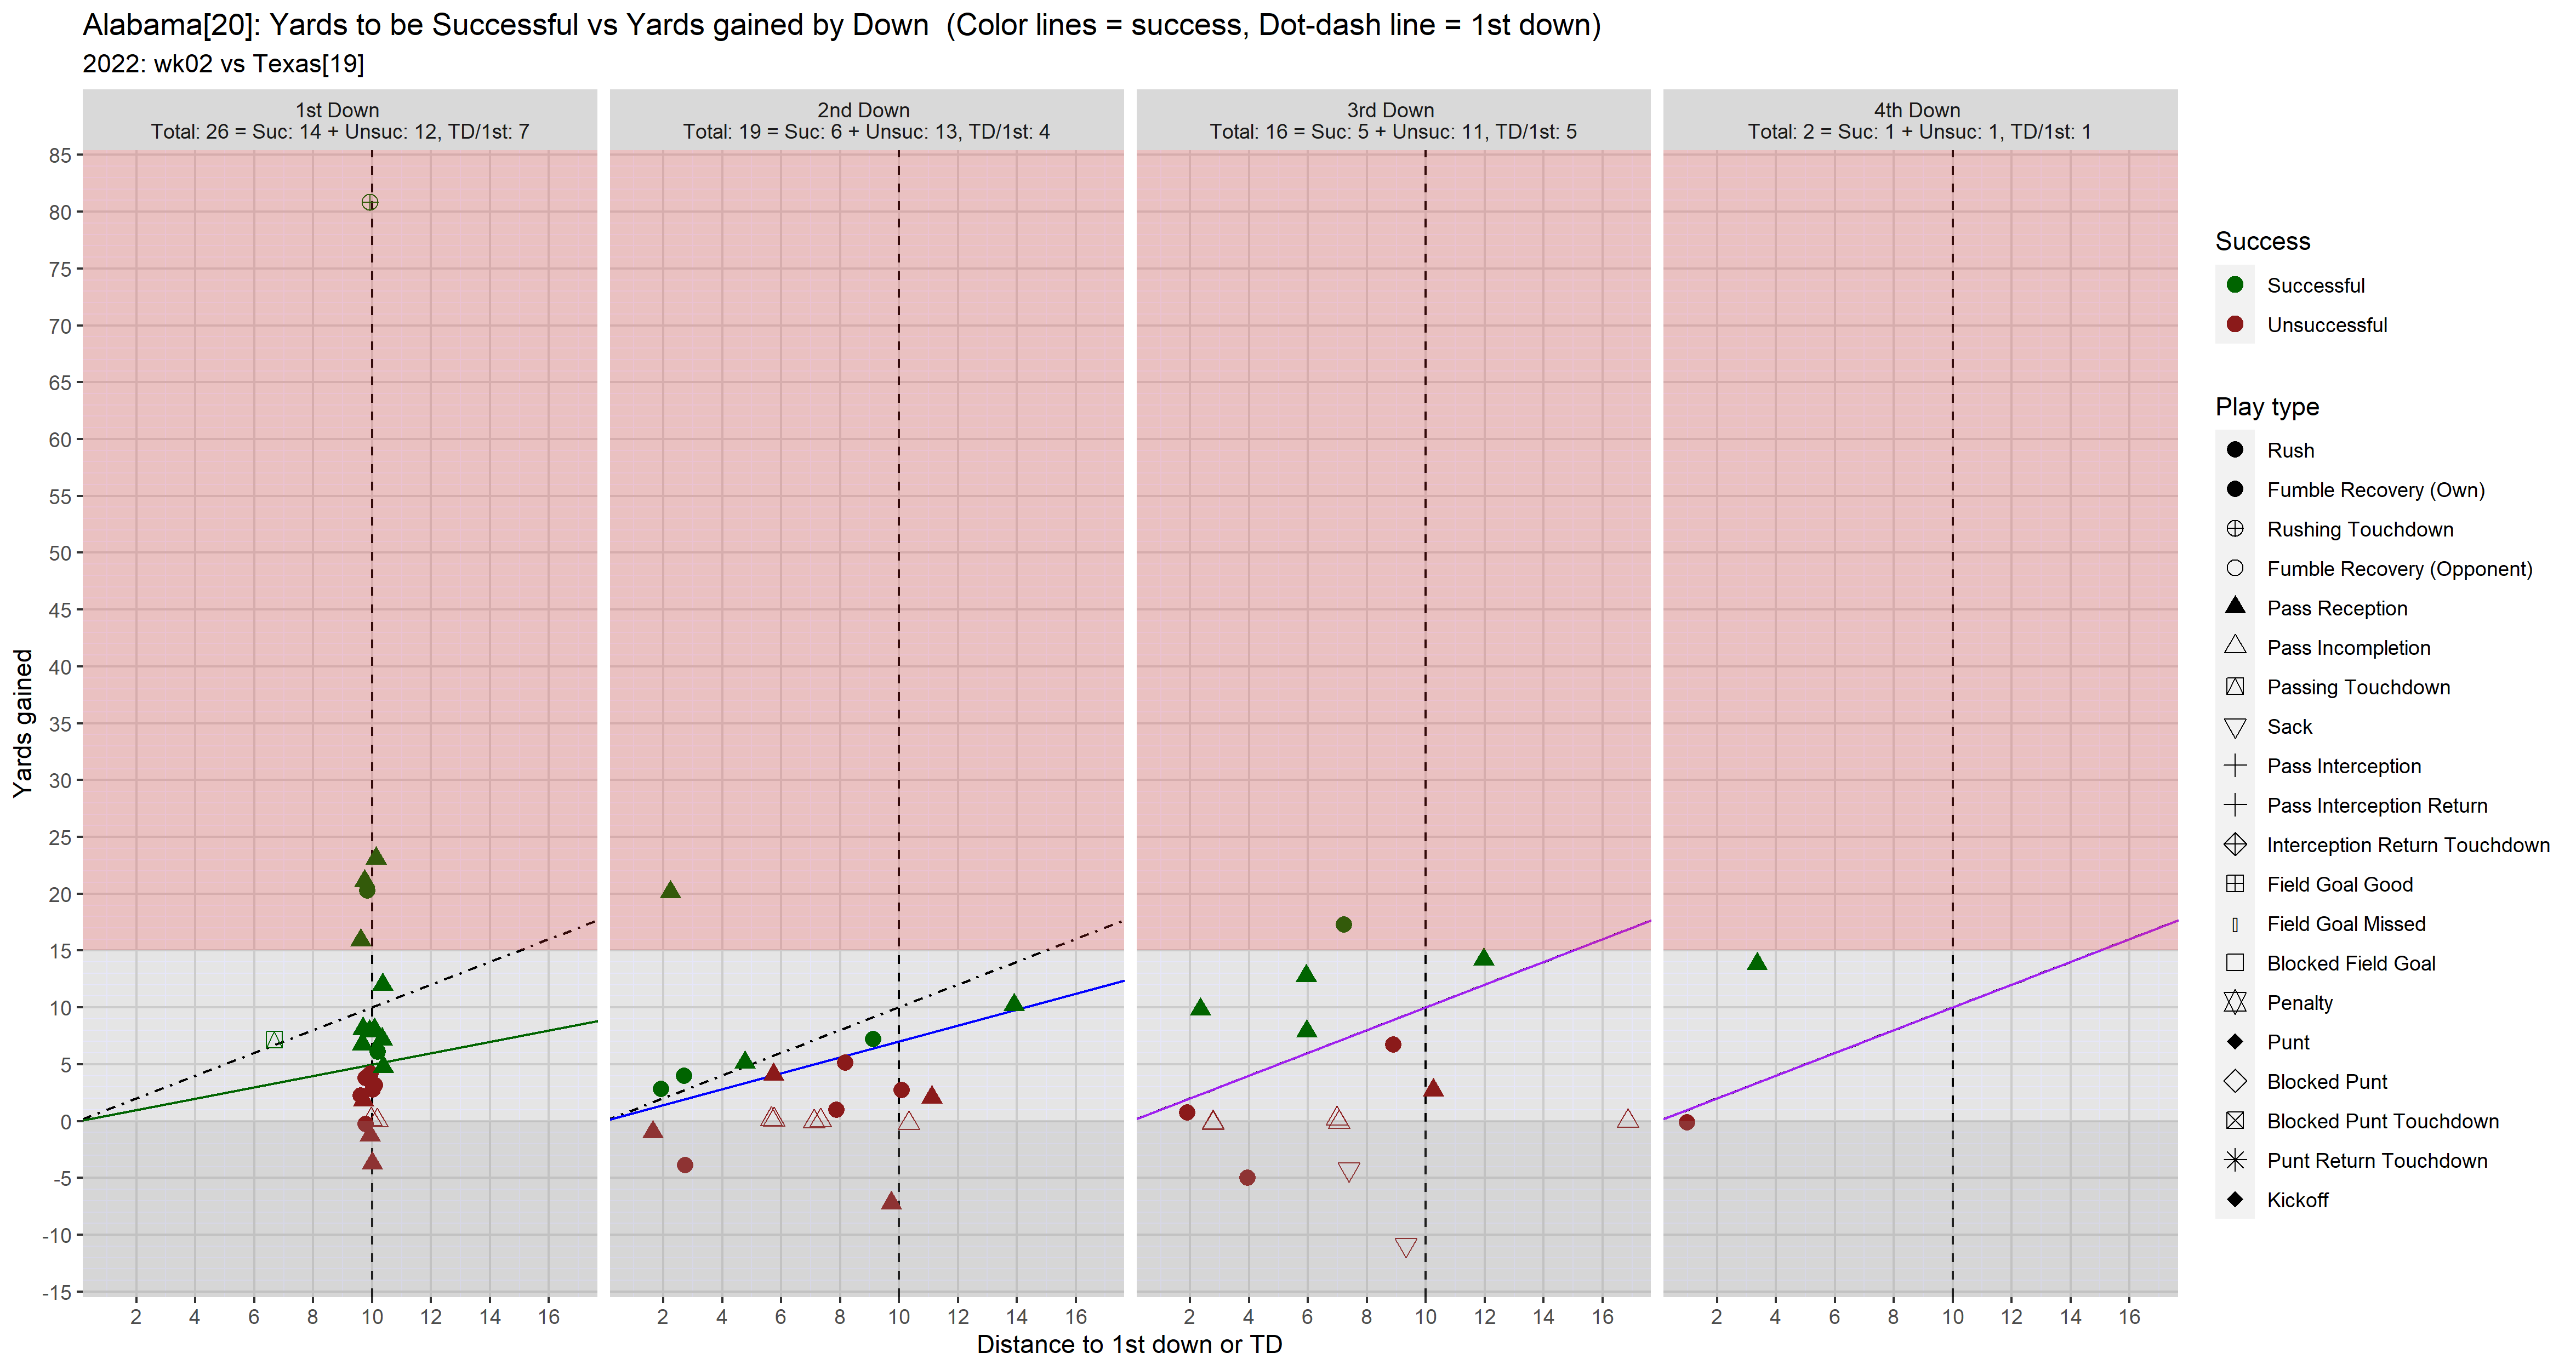 Alabama[20]: Yards to be Successful vs Yards gained by Down  (Color lines = success, Dot-dash line = 1st down)
2022: wk02 vs Texas[19]
1st Down
Total: 26 = Suc: 14 + Unsuc: 12, TD/1st: 7
2nd Down
Total: 19 = Suc: 6 + Unsuc: 13, TD/1st: 4
3rd Down
Total: 16 = Suc: 5 + Unsuc: 11, TD/1st: 5
4th Down
Total: 2 = Suc: 1 + Unsuc: 1, TD/1st: 1
Yards gained
85
80
75
70
65
60
55
50
45
40
35
30
25
20
15
10
5
0
-5
-10
-15
2 4 6 8 10 12 14 16
2 4 6 8 10 12 14 16
2 4 6 8 10 12 14 16
2 4 6 8 10 12 14 16
Distance to 1st down or TD
Success
Successful
Unsuccessful
Play type
Rush
Fumble Recovery (Own)
Rushing Touchdown
Fumble Recovery (Opponent)
Pass Reception
Pass Incompletion
Passing Touchdown
Sack
Pass Interception
Pass Interception Return
Interception Return Touchdown
Field Goal Good
Field Goal Missed
Blocked Field Goal
Penalty
Punt
Blocked Punt
Blocked Punt Touchdown
Punt Return Touchdown
Kickoff